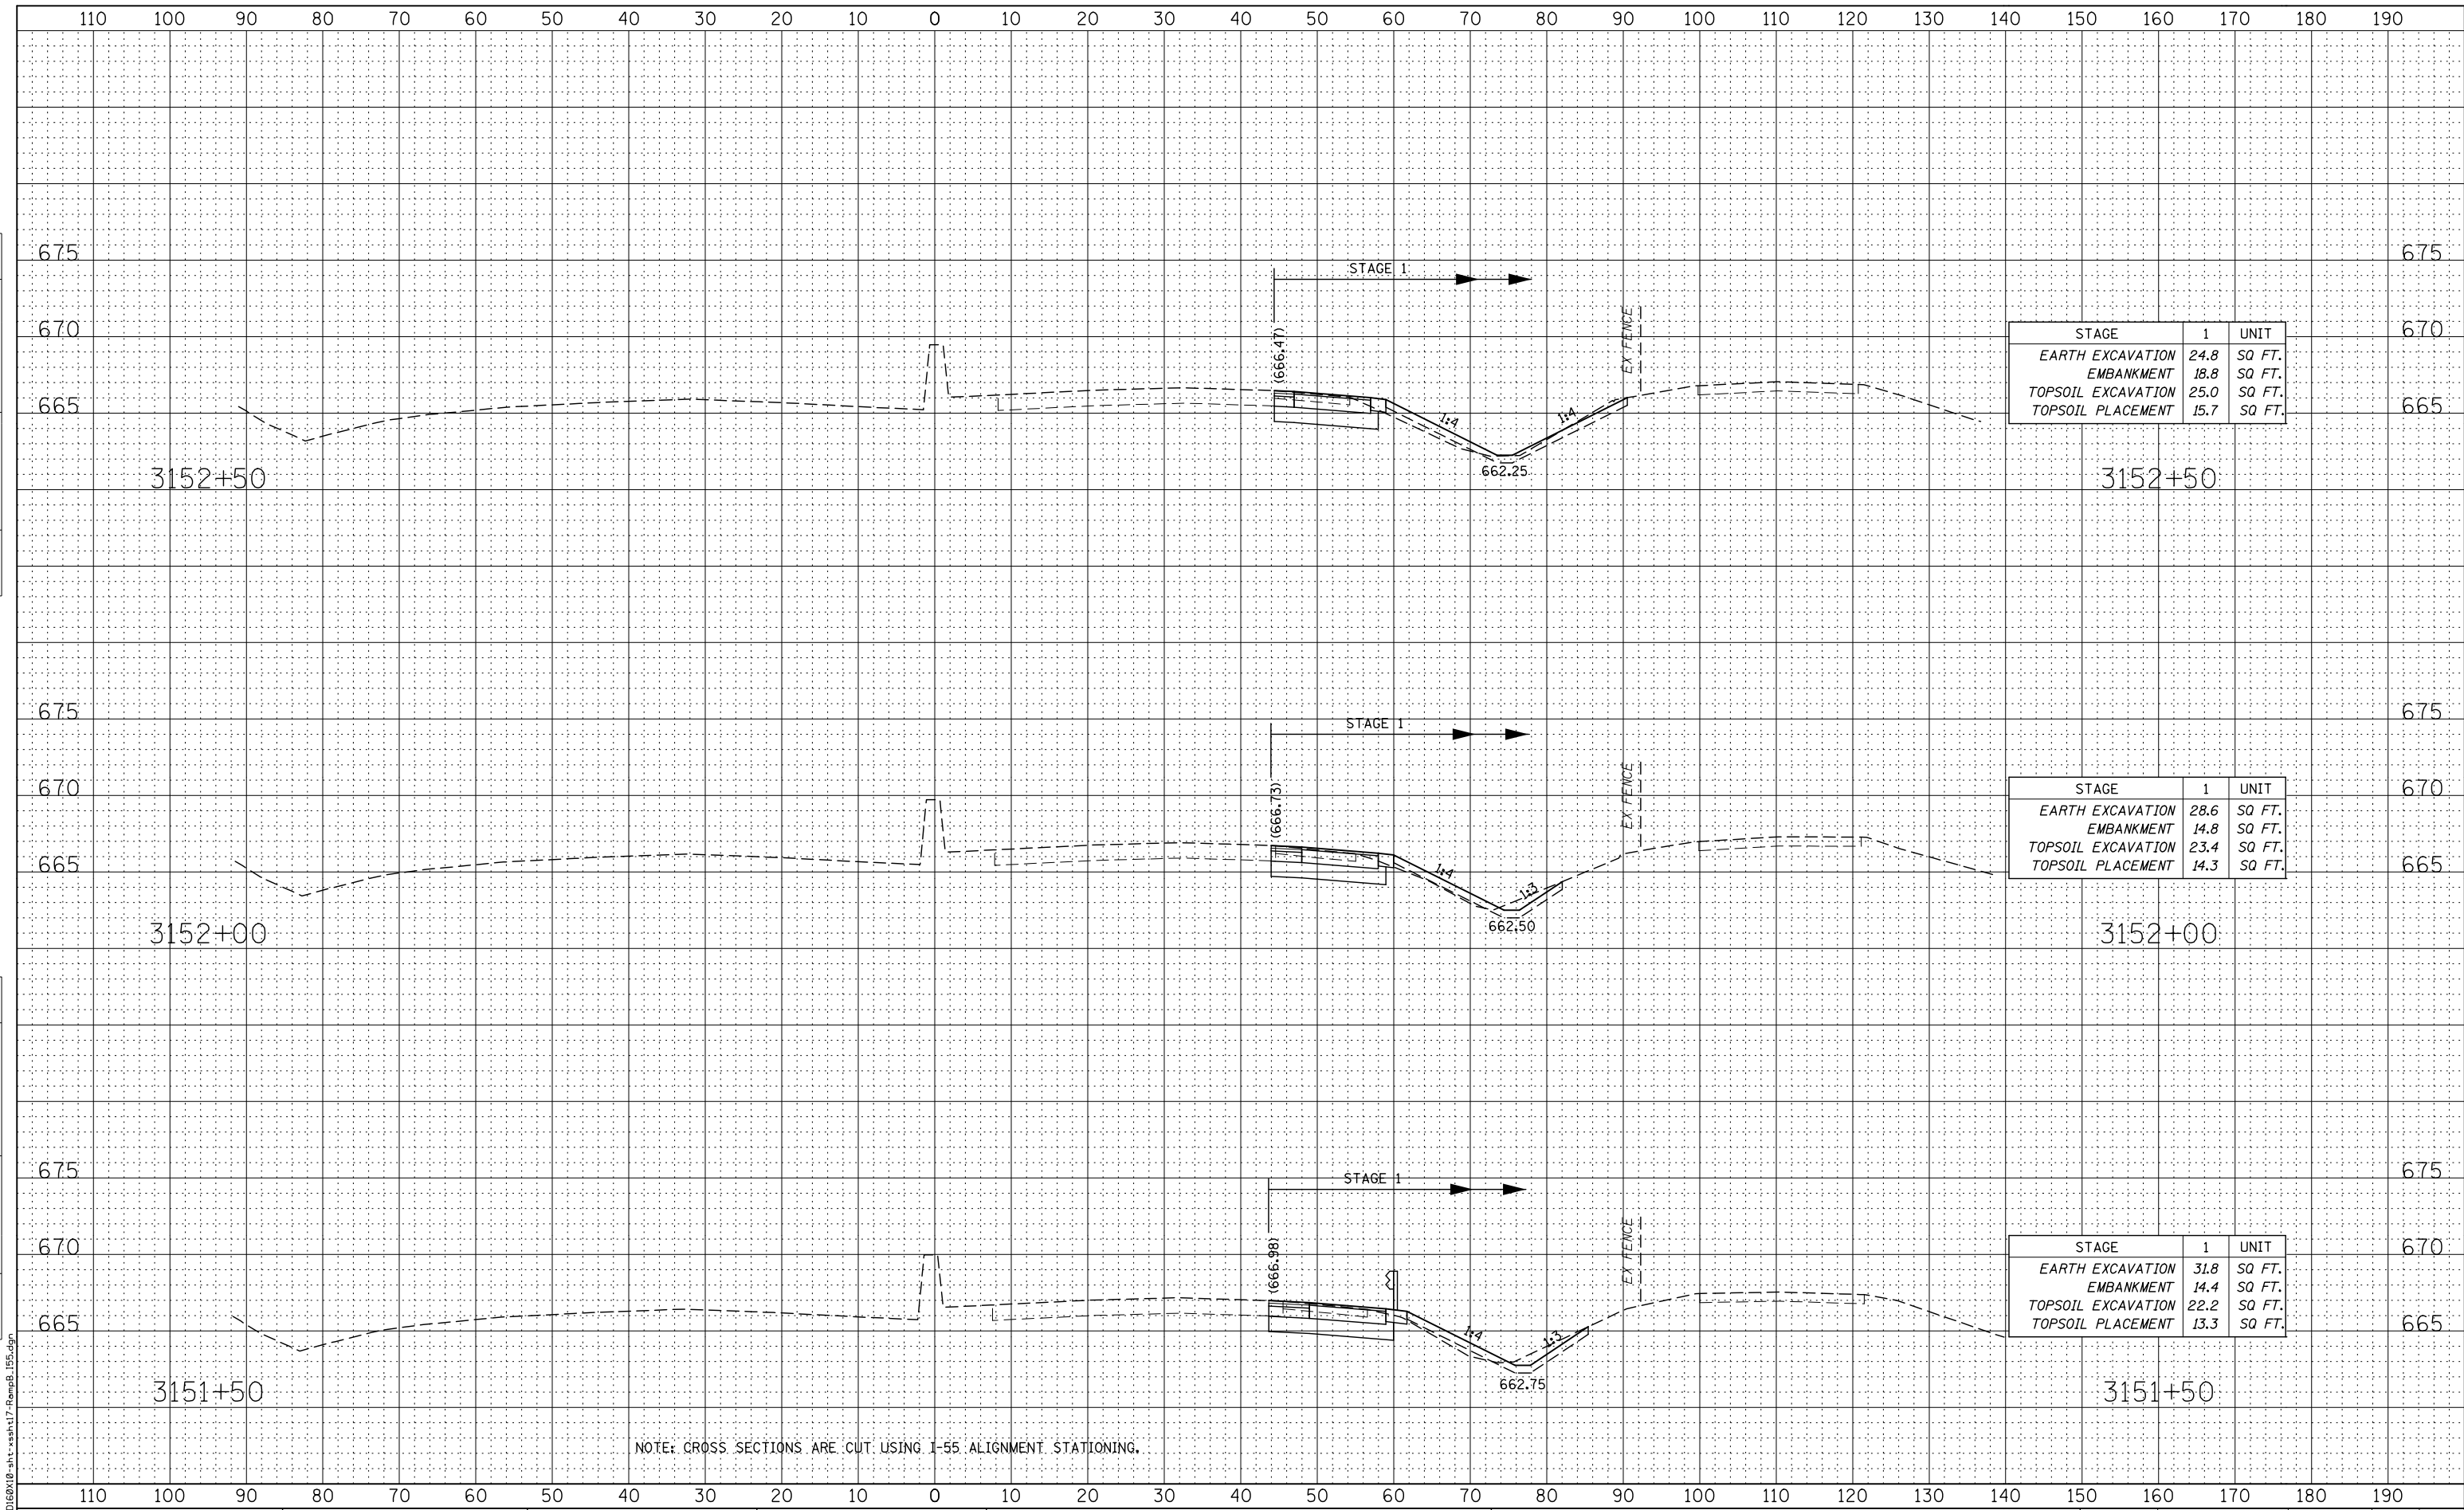 110 100 90 80 70 60 50 40 30 20 10 0 10 20 30 40 50 60 70 80 90 100 110 120 130 140 150 160 170 180 190
675 675
STAGE 1
670 670
(666.47)
EX FENCE
STAGE 1 UNIT
EARTH EXCAVATION 24.8 SQ FT.
EMBANKMENT 18.8 SQ FT.
TOPSOIL EXCAVATION 25.0 SQ FT.
TOPSOIL PLACEMENT 15.7 SQ FT.
665 665
1:4 1:4
662.25
3152+50 3152+50
675 675
STAGE 1
670 670
(666.73)
EX FENCE
STAGE 1 UNIT
EARTH EXCAVATION 28.6 SQ FT.
EMBANKMENT 14.8 SQ FT.
TOPSOIL EXCAVATION 23.4 SQ FT.
TOPSOIL PLACEMENT 14.3 SQ FT.
665 665
1:4 1:3
662.50
3152+00 3152+00
675 675
STAGE 1
670 670
(666.98)
EX FENCE
STAGE 1 UNIT
EARTH EXCAVATION 31.8 SQ FT.
EMBANKMENT 14.4 SQ FT.
TOPSOIL EXCAVATION 22.2 SQ FT.
TOPSOIL PLACEMENT 13.3 SQ FT.
665 665
1:4 1:3
662.75
3151+50 3151+50
NOTE: CROSS SECTIONS ARE CUT USING I-55 ALIGNMENT STATIONING.
D160X10-sht-xssht17-RampB_I55.dgn
110 100 90 80 70 60 50 40 30 20 10 0 10 20 30 40 50 60 70 80 90 100 110 120 130 140 150 160 170 180 190